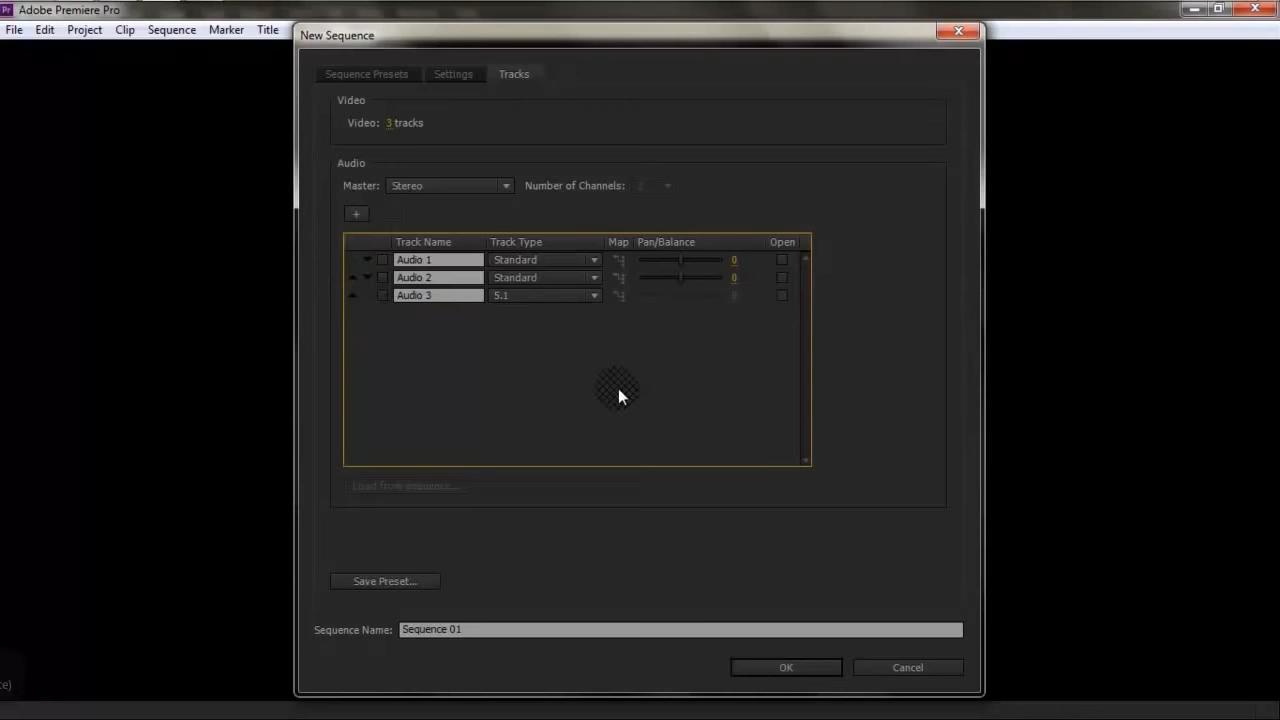 Pr Adobe Premiere Pro
File Edit Project Clip Sequence Marker Title
New Sequence
Sequence Presets Settings Tracks
Video
Video: 3 tracks
Audio
Master: Stereo Number of Channels: 2
+
Track Name Track Type Map Pan/Balance Open
Audio 1 Standard 0
Audio 2 Standard 0
Audio 3 5.1 0
Load from sequence...
Save Preset...
Sequence Name: Sequence 01
OK Cancel